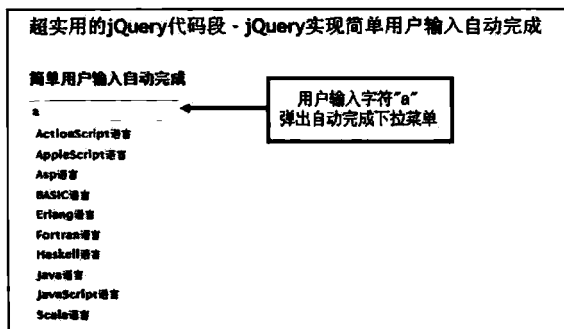 超实用的jQuery代码段 - jQuery实现简单用户输入自动完成
简单用户输入自动完成
a
用户输入字符"a"
弹出自动完成下拉菜单
ActionScript语言
AppleScript语言
Asp语言
BASIC语言
Erlang语言
Fortran语言
Haskell语言
Java语言
JavaScript语言
Scala语言